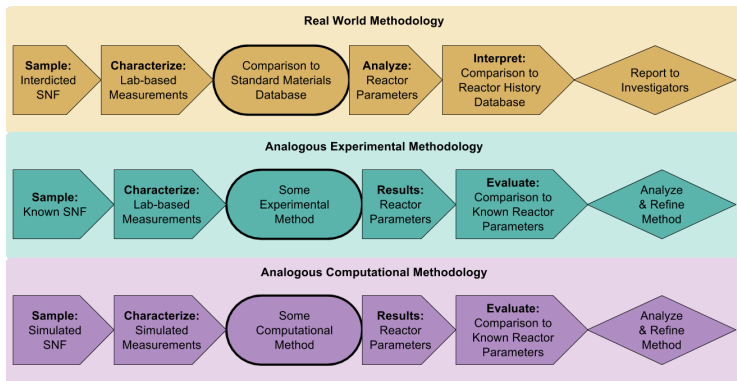 Real World Methodology
Sample:
Interdicted
SNF
Characterize:
Lab-based
Measurements
Comparison to
Standard Materials
Database
Analyze:
Reactor
Parameters
Interpret:
Comparison to
Reactor History
Database
Report to
Investigators
Analogous Experimental Methodology
Sample:
Known SNF
Characterize:
Lab-based
Measurements
Some
Experimental
Method
Results:
Reactor
Parameters
Evaluate:
Comparison to
Known Reactor
Parameters
Analyze
& Refine
Method
Analogous Computational Methodology
Sample:
Simulated
SNF
Characterize:
Simulated
Measurements
Some
Computational
Method
Results:
Reactor
Parameters
Evaluate:
Comparison to
Known Reactor
Parameters
Analyze
& Refine
Method